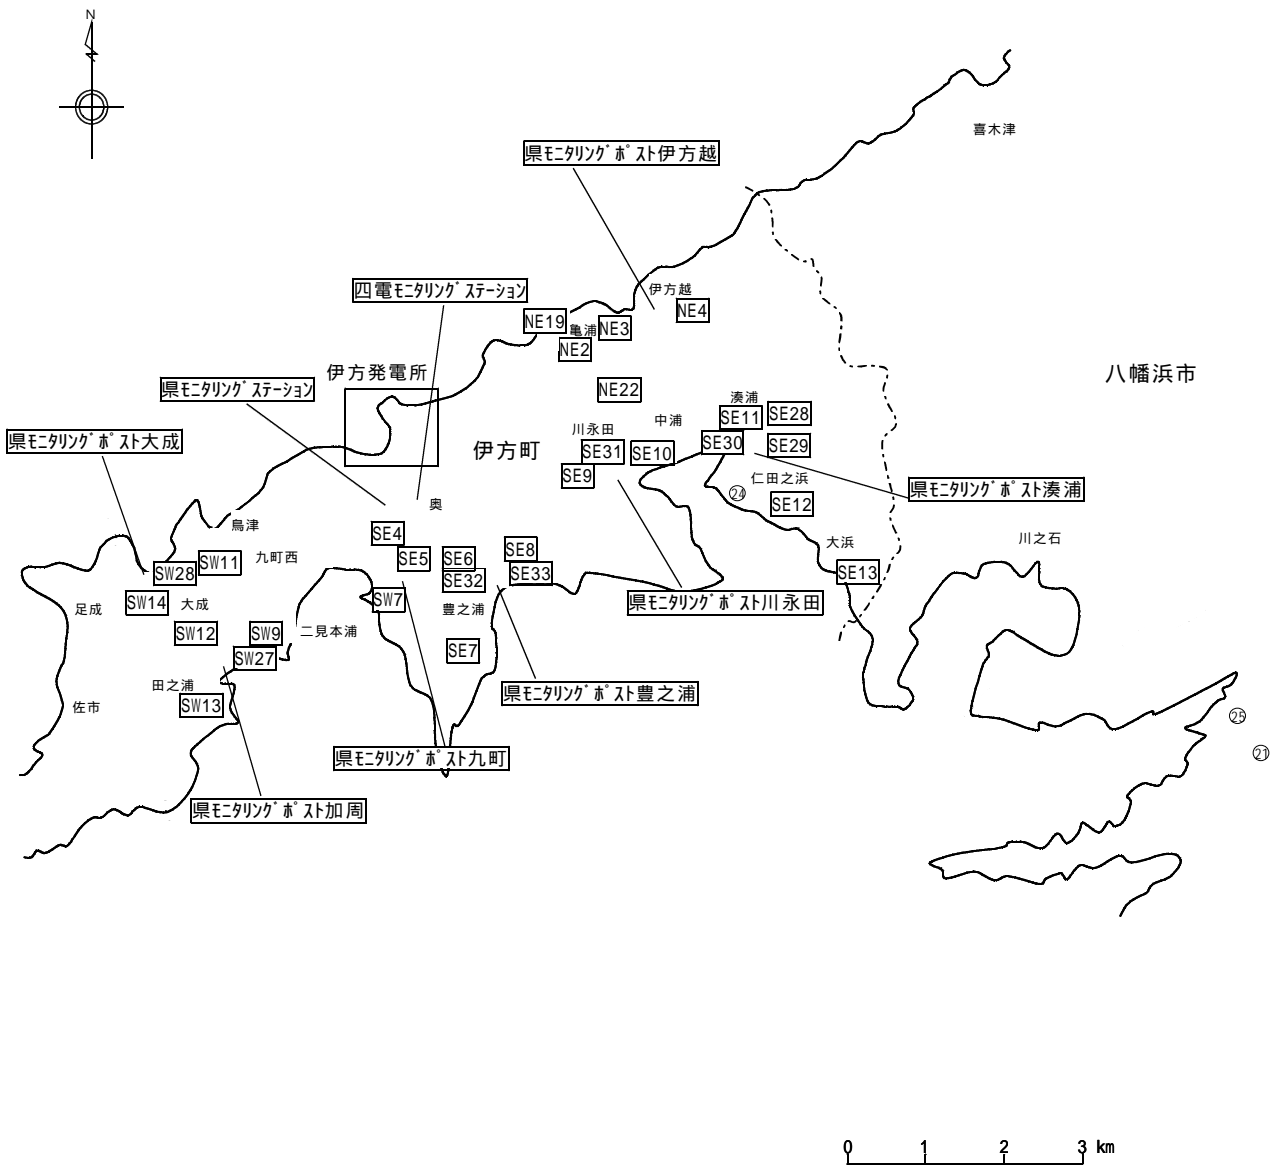 N
喜木津
県ﾓﾆﾀﾘﾝｸﾞﾎﾟｽﾄ伊方越
四電ﾓﾆﾀﾘﾝｸﾞｽﾃｰｼｮﾝ
伊方越
NE4
NE19
亀浦
NE3
NE2
伊方発電所
八幡浜市
県ﾓﾆﾀﾘﾝｸﾞｽﾃｰｼｮﾝ
NE22
湊浦
SE11
SE28
中浦
川永田
県ﾓﾆﾀﾘﾝｸﾞﾎﾟｽﾄ大成
伊方町
SE31
SE10
SE30
SE29
SE9
仁田之浜
県ﾓﾆﾀﾘﾝｸﾞﾎﾟｽﾄ湊浦
㉔
SE12
奥
鳥津
SE4
川之石
大浜
九町西
SE5
SE6
SE8
SW11
SW28
SE33
SE13
SE32
足成
SW14
大成
SW7
豊之浦
県ﾓﾆﾀﾘﾝｸﾞﾎﾟｽﾄ川永田
SW12
SW9
二見本浦
SE7
SW27
田之浦
県ﾓﾆﾀﾘﾝｸﾞﾎﾟｽﾄ豊之浦
佐市
SW13
㉕
県ﾓﾆﾀﾘﾝｸﾞﾎﾟｽﾄ九町
㉑
県ﾓﾆﾀﾘﾝｸﾞﾎﾟｽﾄ加周
0 1 2 3 km